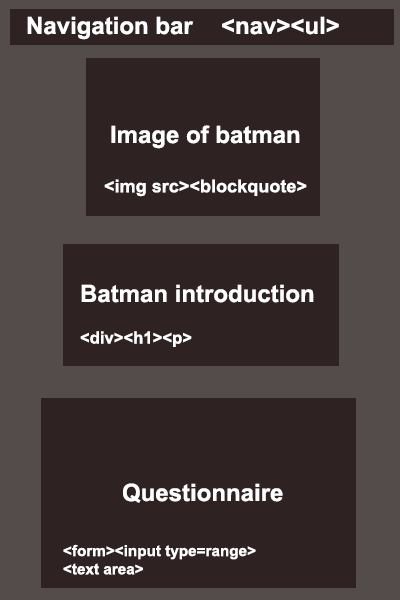 Navigation bar <nav><ul>
Image of batman
<img src><blockquote>
Batman introduction
<div><h1><p>
Questionnaire
<form><input type=range>
<text area>